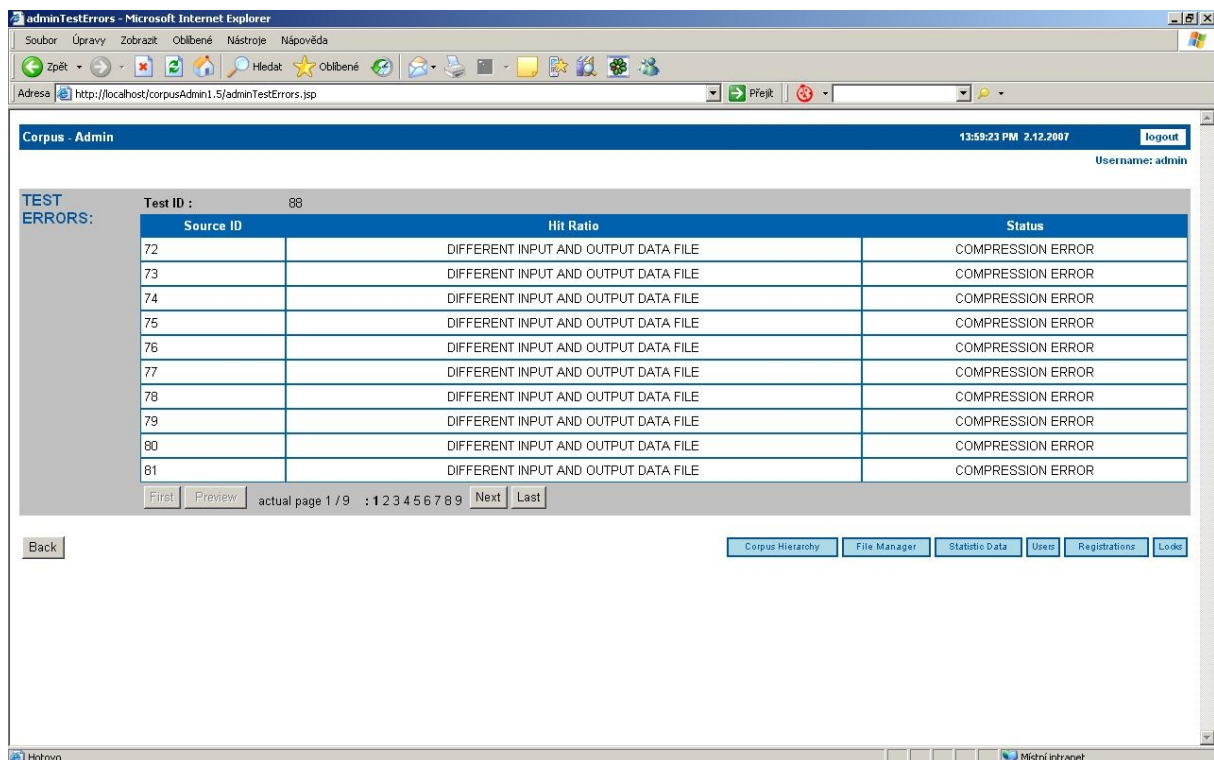 adminTestErrors - Microsoft Internet Explorer
Soubor Úpravy Zobrazit Oblíbené Nástroje Nápověda
Zpět Hledat Oblíbené
Adresa http://localhost/corpusAdmin1.5/adminTestErrors.jsp Přejít
Corpus - Admin 13:59:23 PM 2.12.2007 logout
Username: admin
TEST ERRORS: Test ID : 88
Source ID Hit Ratio Status
72 DIFFERENT INPUT AND OUTPUT DATA FILE COMPRESSION ERROR
73 DIFFERENT INPUT AND OUTPUT DATA FILE COMPRESSION ERROR
74 DIFFERENT INPUT AND OUTPUT DATA FILE COMPRESSION ERROR
75 DIFFERENT INPUT AND OUTPUT DATA FILE COMPRESSION ERROR
76 DIFFERENT INPUT AND OUTPUT DATA FILE COMPRESSION ERROR
77 DIFFERENT INPUT AND OUTPUT DATA FILE COMPRESSION ERROR
78 DIFFERENT INPUT AND OUTPUT DATA FILE COMPRESSION ERROR
79 DIFFERENT INPUT AND OUTPUT DATA FILE COMPRESSION ERROR
80 DIFFERENT INPUT AND OUTPUT DATA FILE COMPRESSION ERROR
81 DIFFERENT INPUT AND OUTPUT DATA FILE COMPRESSION ERROR
First Preview actual page 1 / 9 : 1 2 3 4 5 6 7 8 9 Next Last
Back Corpus Hierarchy File Manager Statistic Data Users Registrations Locks
Hotovo Místní intranet